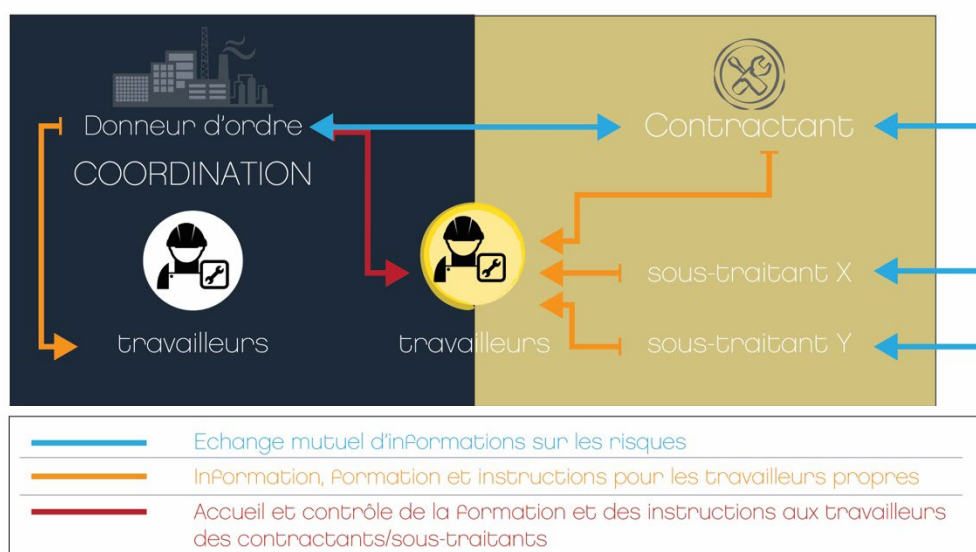 Donneur d'ordre
Contractant
COORDINATION
sous-traitant X
travailleurs
travailleurs
sous-traitant Y
Echange mutuel d'informations sur les risques
Information, formation et instructions pour les travailleurs propres
Accueil et contrôle de la formation et des instructions aux travailleurs
des contractants/sous-traitants